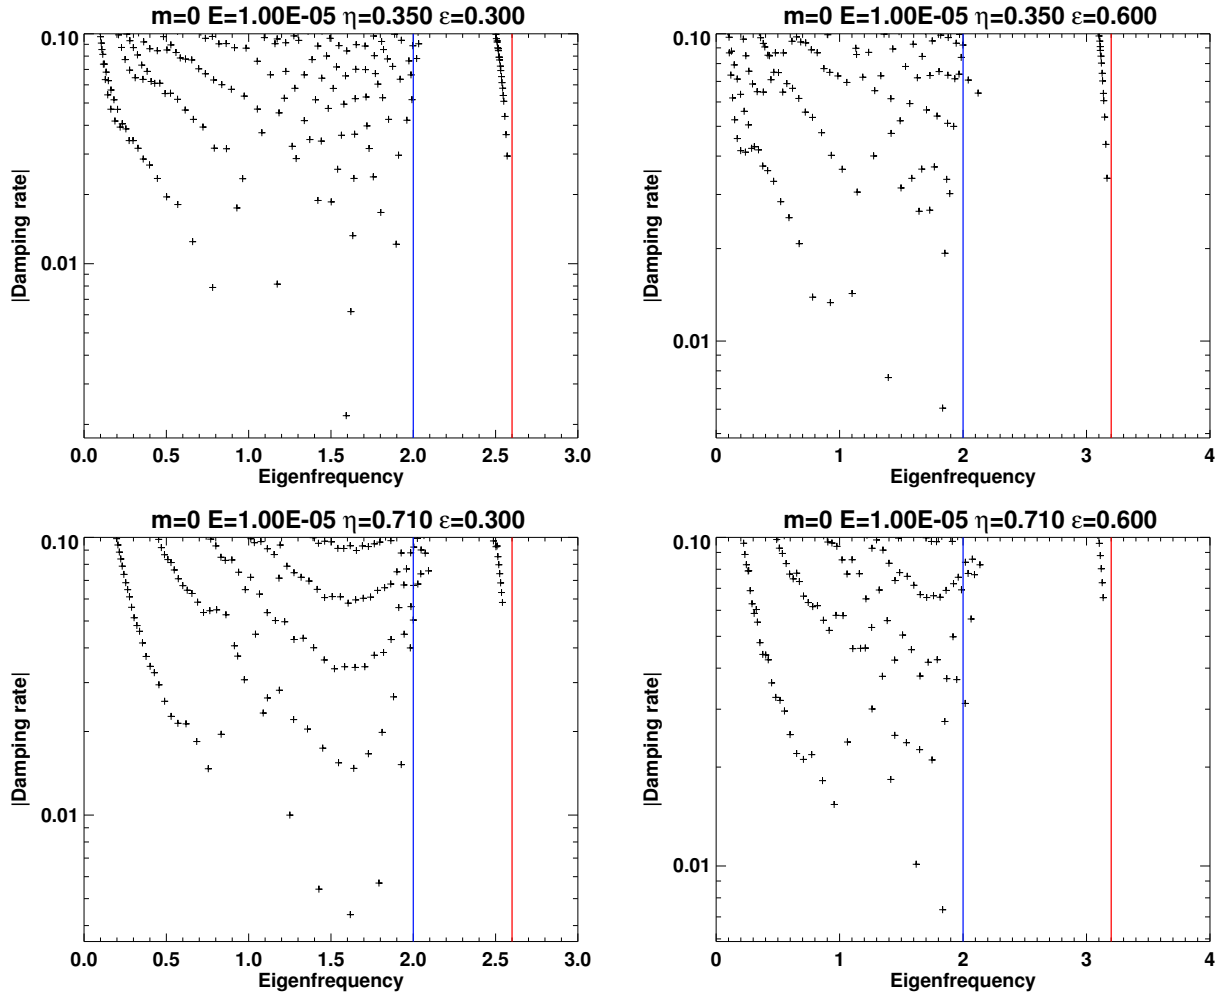 m=0 E=1.00E-05 η=0.350 ε=0.300
0.10
0.01
|Damping rate|
0.0 0.5 1.0 1.5 2.0 2.5 3.0
Eigenfrequency
m=0 E=1.00E-05 η=0.350 ε=0.600
0.10
0.01
|Damping rate|
0 1 2 3 4
Eigenfrequency
m=0 E=1.00E-05 η=0.710 ε=0.300
0.10
0.01
|Damping rate|
0.0 0.5 1.0 1.5 2.0 2.5 3.0
Eigenfrequency
m=0 E=1.00E-05 η=0.710 ε=0.600
0.10
0.01
|Damping rate|
0 1 2 3 4
Eigenfrequency